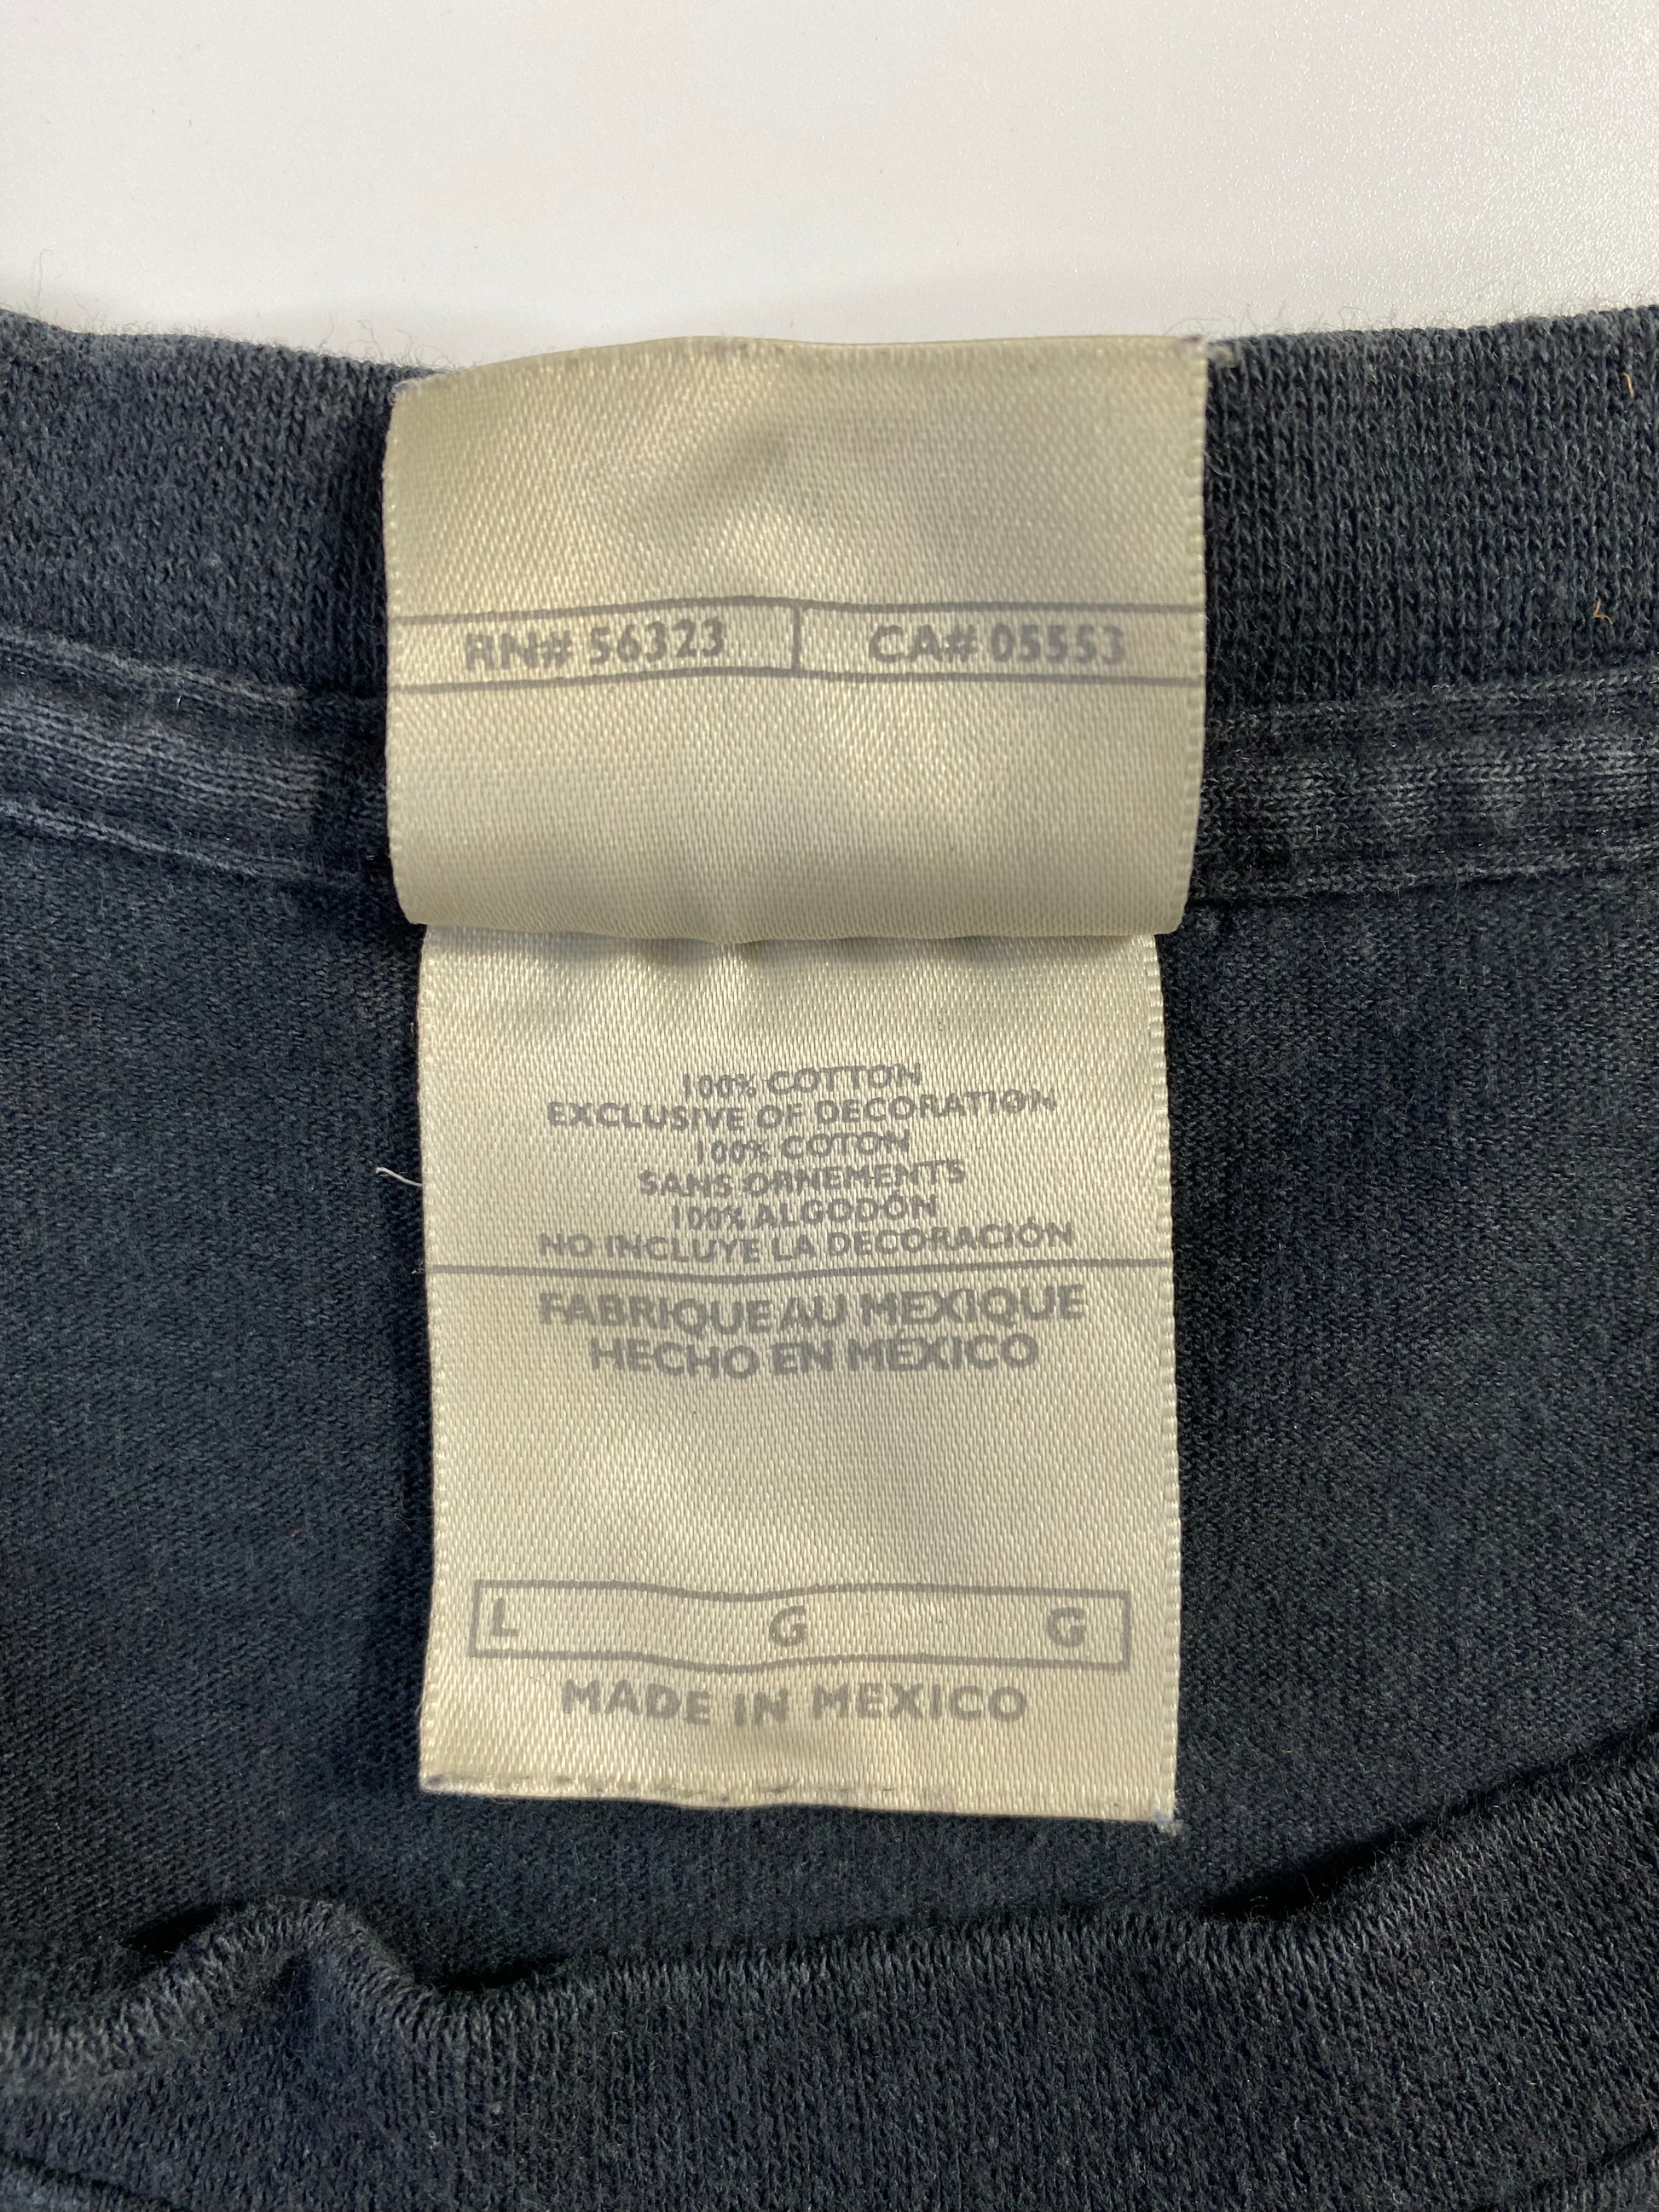 RN# 56323 CA# 05553
100% COTTON
EXCLUSIVE OF DECORATION
100% COTON
SANS ORNEMENTS
100% ALGODÓN
NO INCLUYE LA DECORACIÓN
FABRIQUE AU MEXIQUE
HECHO EN MÉXICO
L G G
MADE IN MEXICO